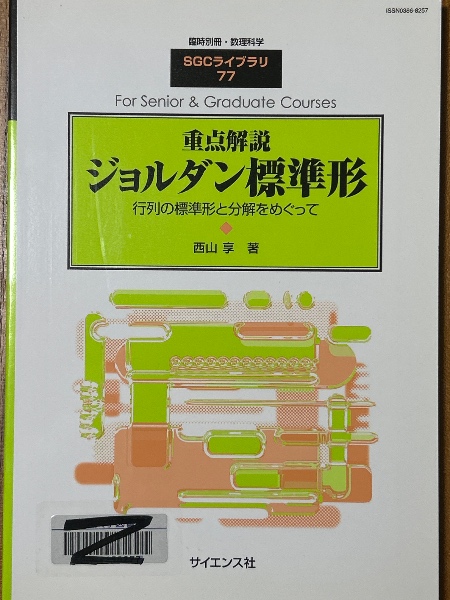 ISSN0386-8257
臨時別冊・数理科学
SGCライブラリ
77
For Senior & Graduate Courses
重点解説
ジョルダン標準形
行列の標準形と分解をめぐって
西山 享 著
サイエンス社